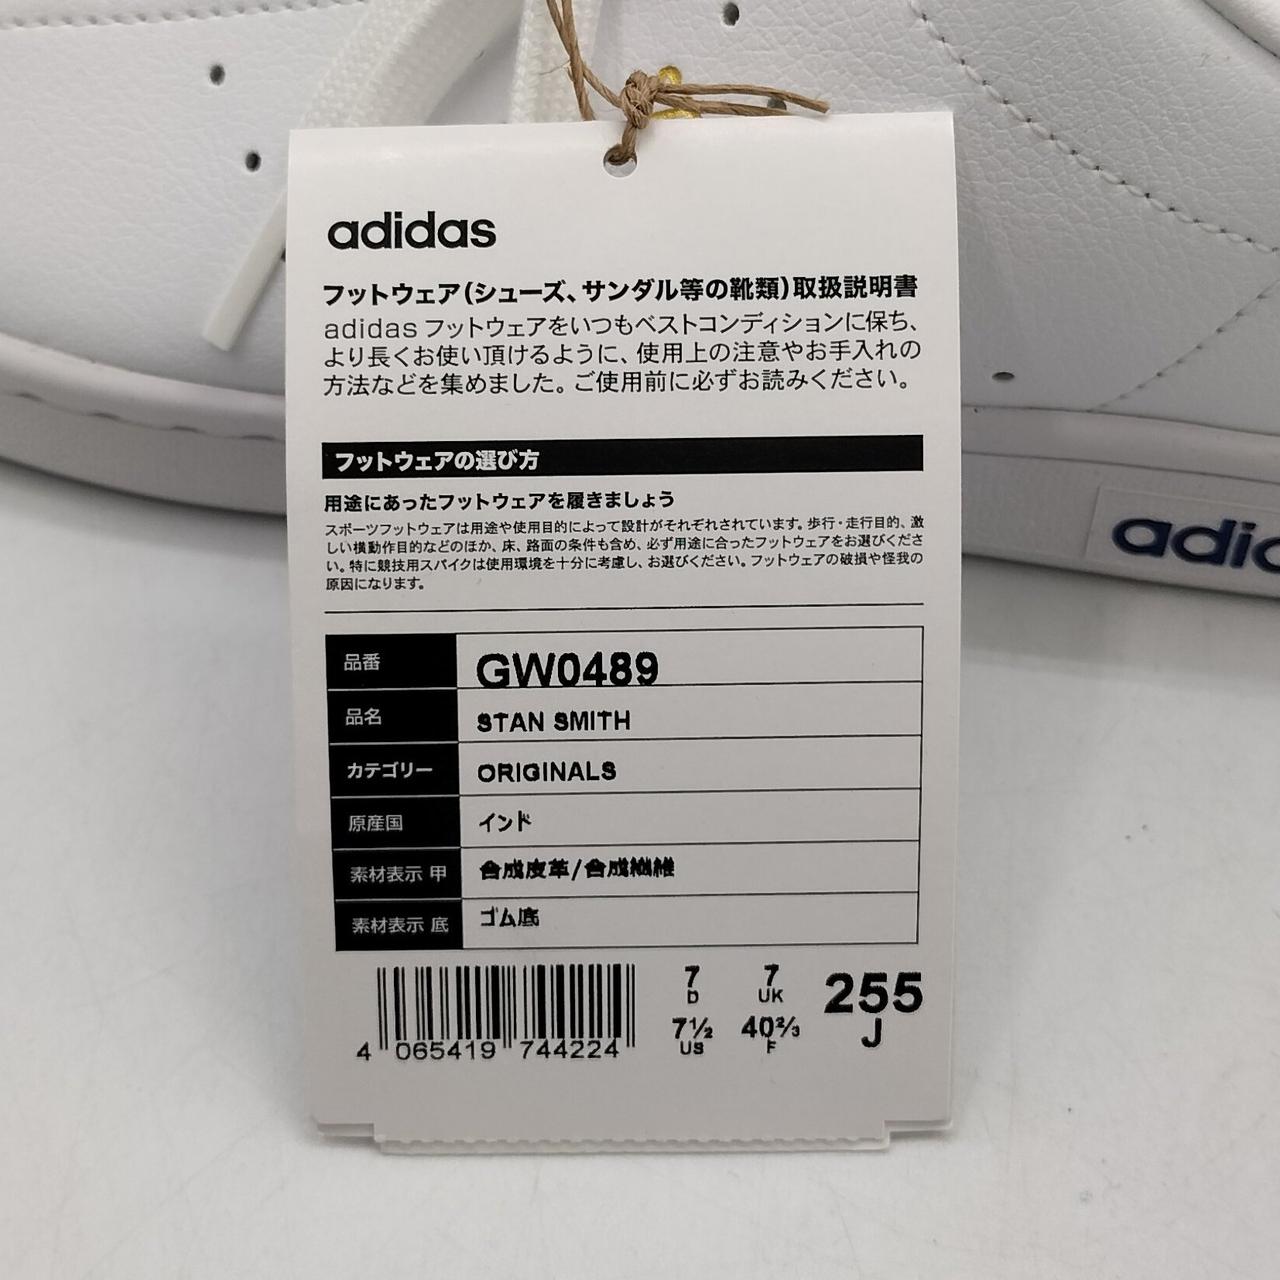 adidas
フットウェア(シューズ、サンダル等の靴類)取扱説明書
adidas フットウェアをいつもベストコンディションに保ち、
より長くお使い頂けるように、使用上の注意やお手入れの
方法などを集めました。ご使用前に必ずお読みください。
フットウェアの選び方
用途にあったフットウェアを履きましょう
スポーツフットウェアは用途や使用目的によって設計がそれぞれされています。歩行・走行目的、激
しい横動作目的などのほか、床、路面の条件も含め、必ず用途に合ったフットウェアをお選びくださ
い。特に競技用スパイクは使用環境を十分に考慮し、お選びください。フットウェアの破損や怪我の
原因になります。
品番 GW0489
品名 STAN SMITH
カテゴリー ORIGINALS
原産国 インド
素材表示 甲 合成皮革/合成繊維
素材表示 底 ゴム底
7 7 255
D UK J
7½ 40⅔
US F
4 065419 744224
adid